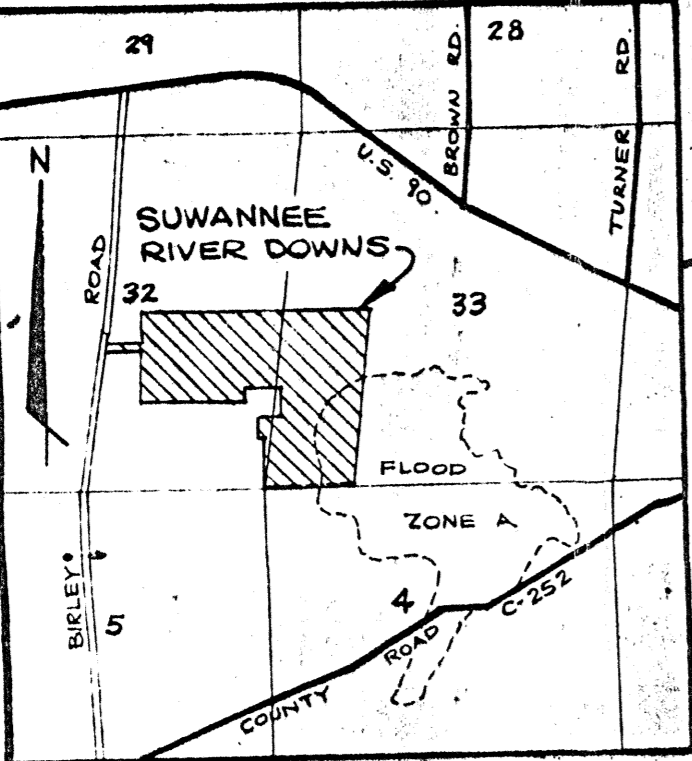 29
28
BROWN RD.
TURNER RD.
U.S. 90
N
SUWANNEE
RIVER DOWNS
ROAD
32
33
FLOOD
ZONE A
BIRLEY
5
4
COUNTY ROAD C-252